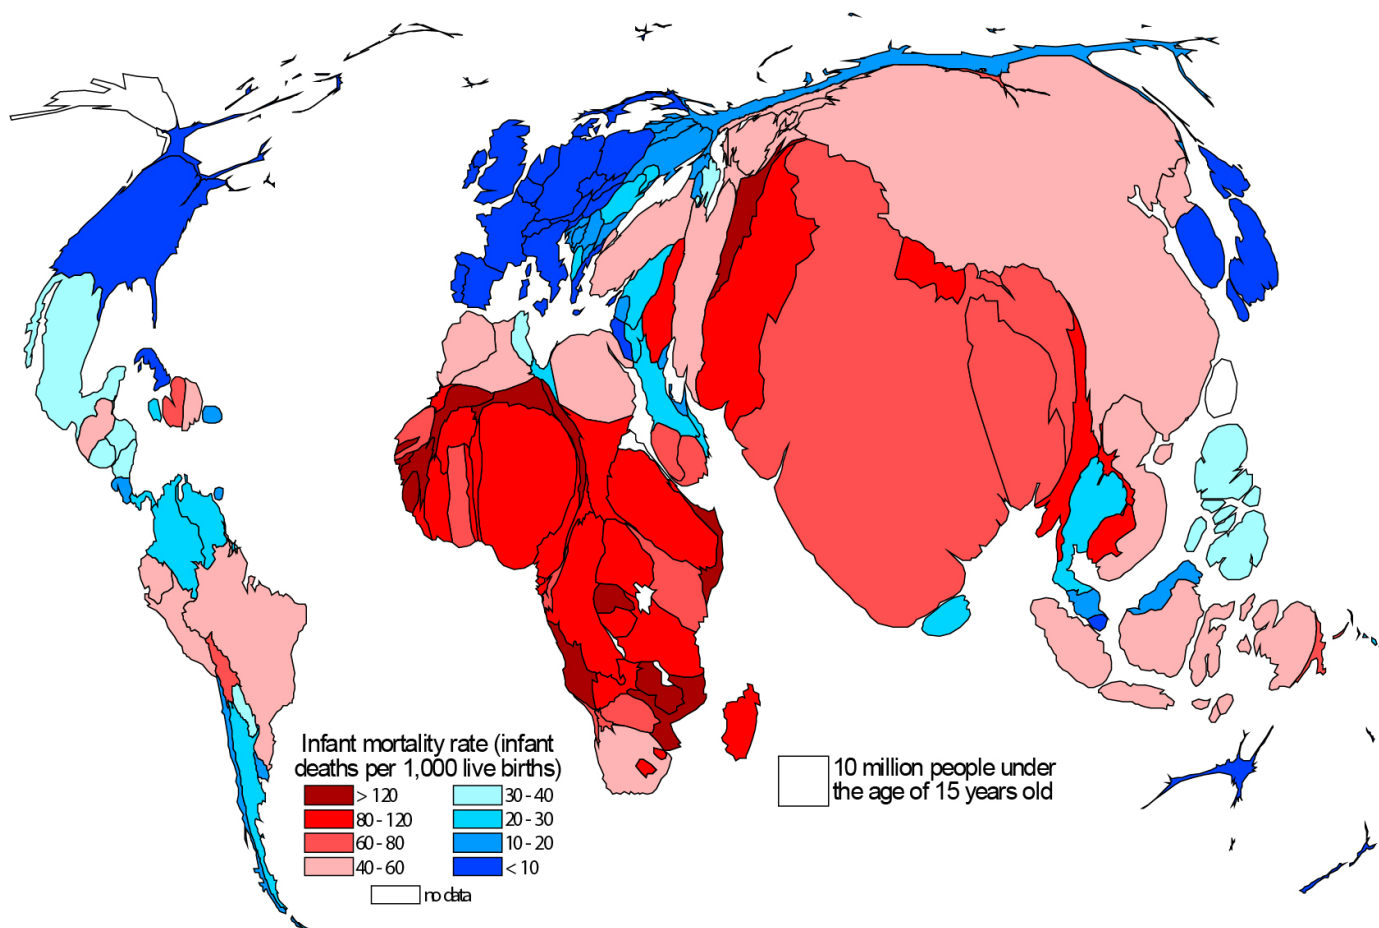 Infant mortality rate (infant
deaths per 1,000 live births)
> 120
80 - 120
60 - 80
40 - 60
30 - 40
20 - 30
10 - 20
< 10
no data
10 million people under
the age of 15 years old